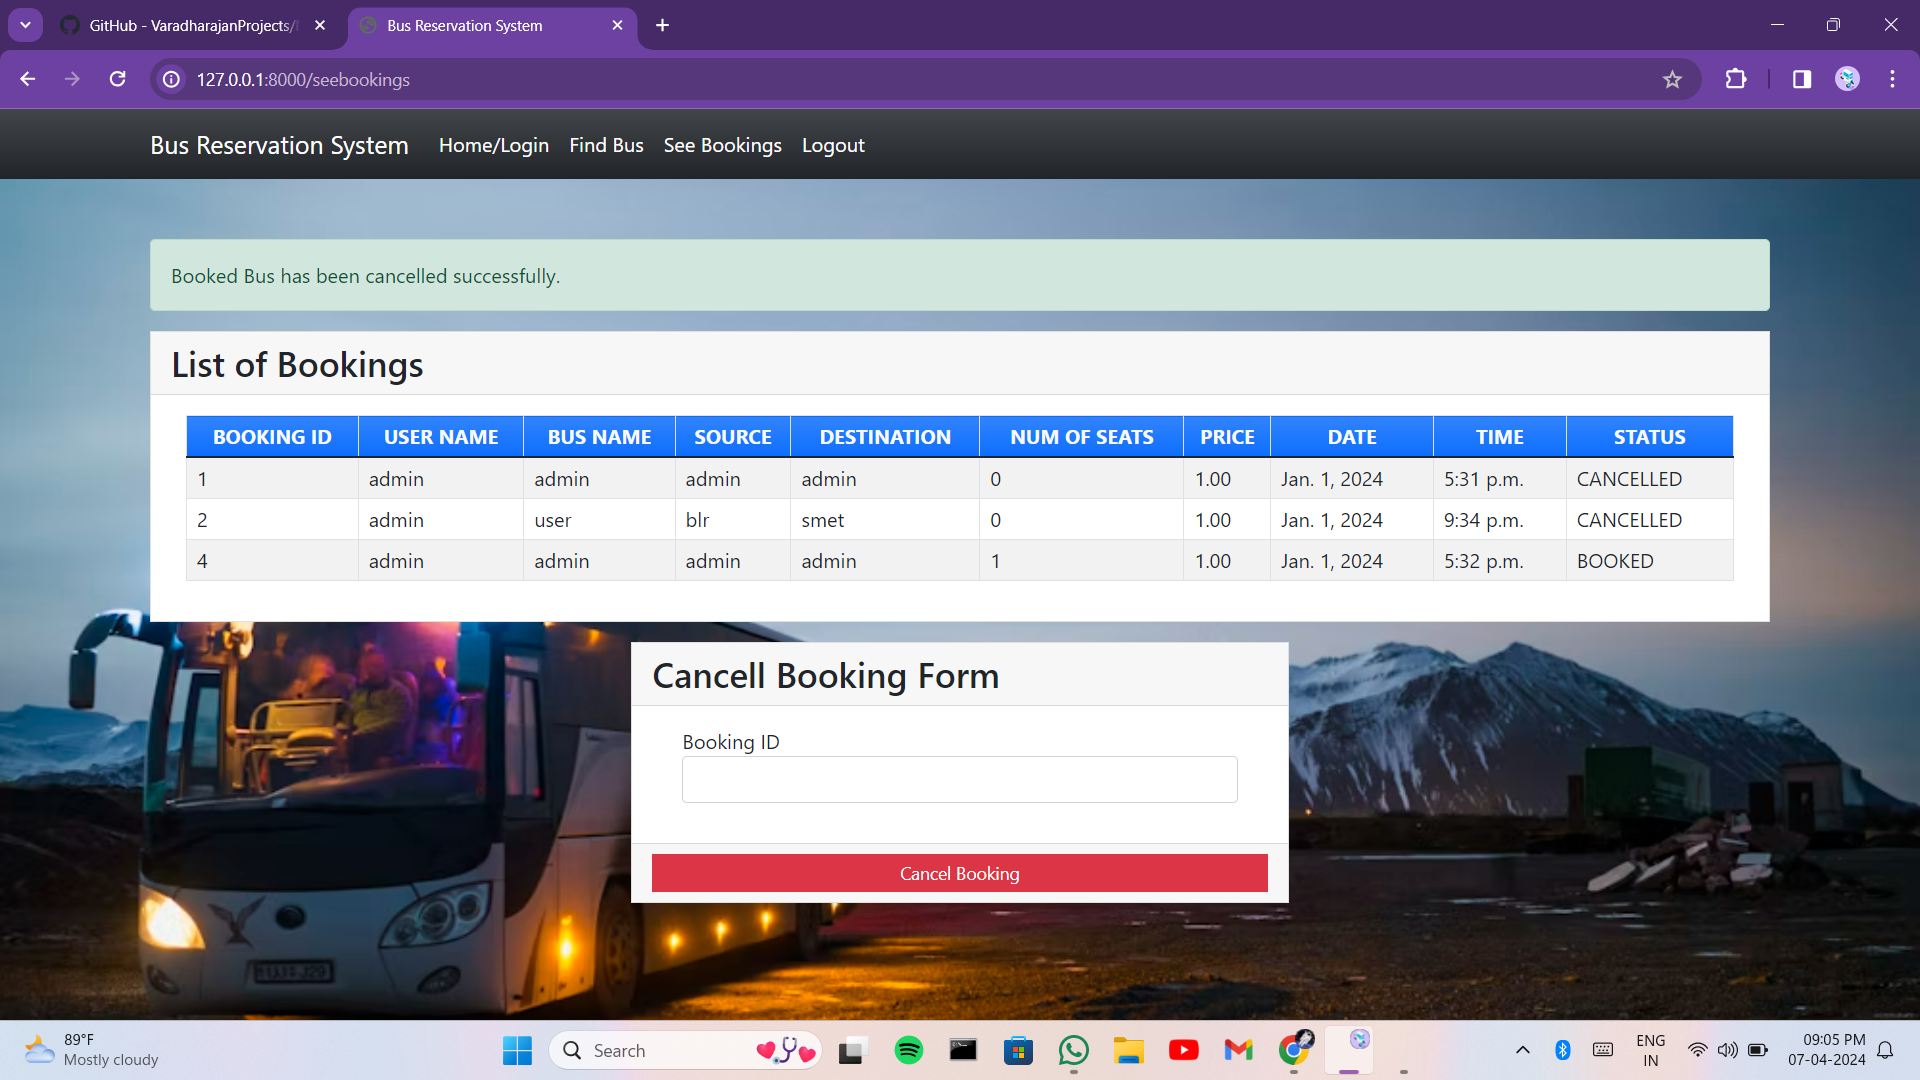 GitHub - VaradharajanProjects/
Bus Reservation System
127.0.0.1:8000/seebookings
Bus Reservation System Home/Login Find Bus See Bookings Logout
Booked Bus has been cancelled successfully.
List of Bookings
BOOKING ID USER NAME BUS NAME SOURCE DESTINATION NUM OF SEATS PRICE DATE TIME STATUS
1 admin admin admin admin 0 1.00 Jan. 1, 2024 5:31 p.m. CANCELLED
2 admin user blr smet 0 1.00 Jan. 1, 2024 9:34 p.m. CANCELLED
4 admin admin admin admin 1 1.00 Jan. 1, 2024 5:32 p.m. BOOKED
Cancell Booking Form
Booking ID
Cancel Booking
89°F
Mostly cloudy
Search
ENG
IN
09:05 PM
07-04-2024